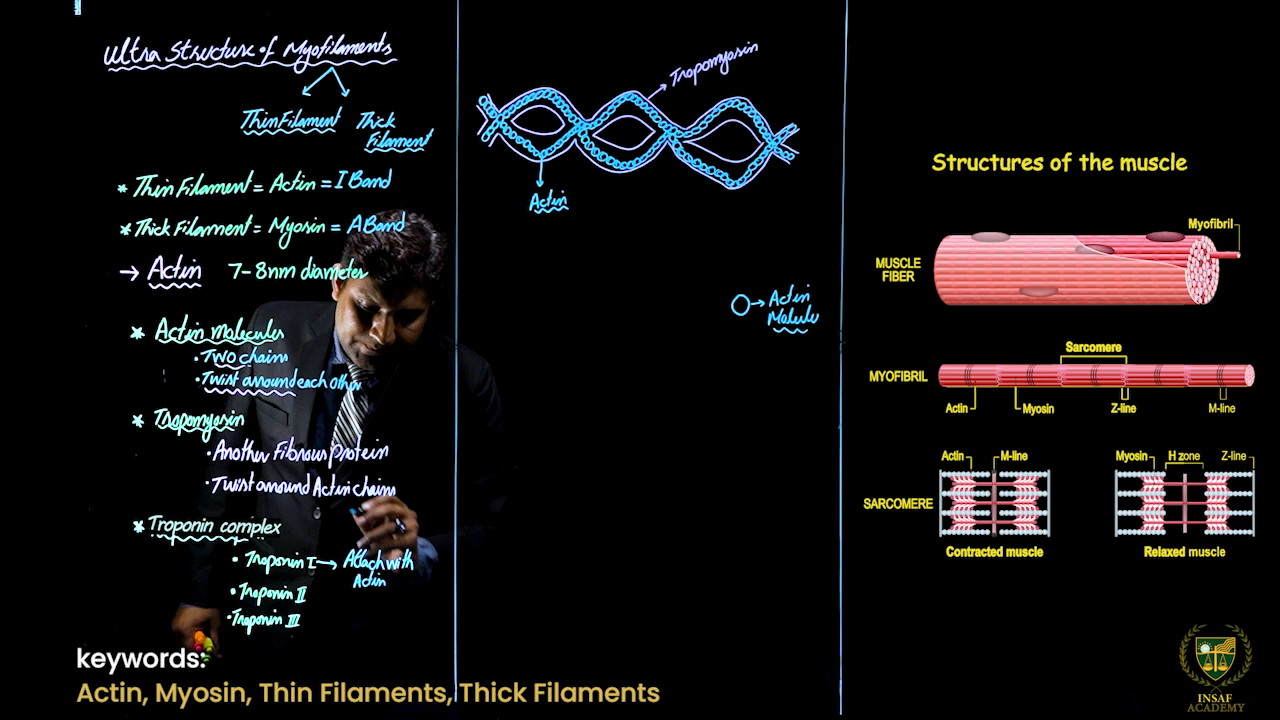 Ultra Structure of Myofilaments
Thin Filament
Thick
Filament
* Thin Filament = Actin = I Band
* Thick Filament = Myosin = A Band
→ Actin 7-8nm diameter
* Actin molecules
• Two chains
• Twist around each other
* Tropomyosin
• Another Fibrous protein
• Twist around Actin chains
* Troponin complex
• Troponin I → Attach with
Actin
• Troponin II
• Troponin III
Tropomyosin
Actin
→ Actin
Structures of the muscle
Myofibril
MUSCLE
FIBER
Sarcomere
MYOFIBRIL
Actin Myosin Z-line M-line
Actin M-line Myosin H zone Z-line
SARCOMERE
Contracted muscle Relaxed muscle
keywords:
Actin, Myosin, Thin Filaments, Thick Filaments
INSAF
ACADEMY